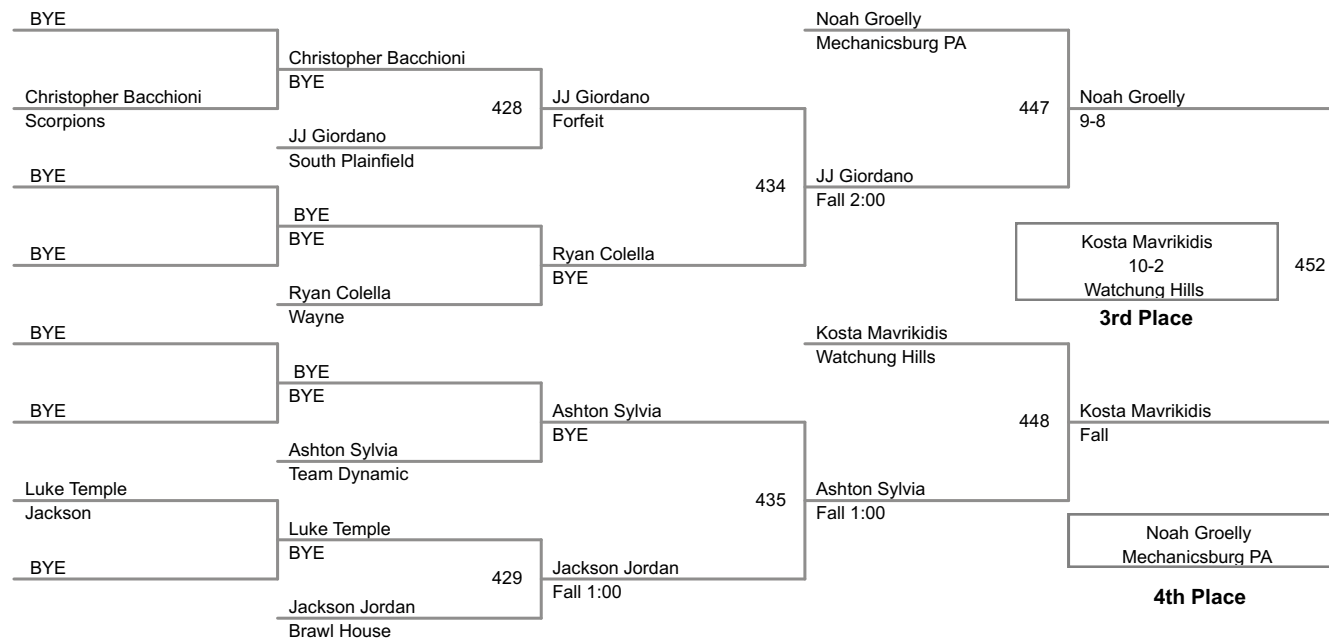 BYE
Christopher Bacchioni
Scorpions
BYE
BYE
BYE
BYE
Luke Temple
Jackson
BYE
Christopher Bacchioni
BYE
428
JJ Giordano
South Plainfield
BYE
BYE
Ryan Colella
Wayne
BYE
BYE
Ashton Sylvia
Team Dynamic
Luke Temple
BYE
429
Jackson Jordan
Brawl House
JJ Giordano
Forfeit
434
Ryan Colella
BYE
Ashton Sylvia
BYE
435
Jackson Jordan
Fall 1:00
Noah Groelly
Mechanicsburg PA
447
JJ Giordano
Fall 2:00
Kosta Mavrikidis
Watchung Hills
448
Ashton Sylvia
Fall 1:00
Noah Groelly
9-8
Kosta Mavrikidis
10-2
Watchung Hills
452
3rd Place
Kosta Mavrikidis
Fall
Noah Groelly
Mechanicsburg PA
4th Place